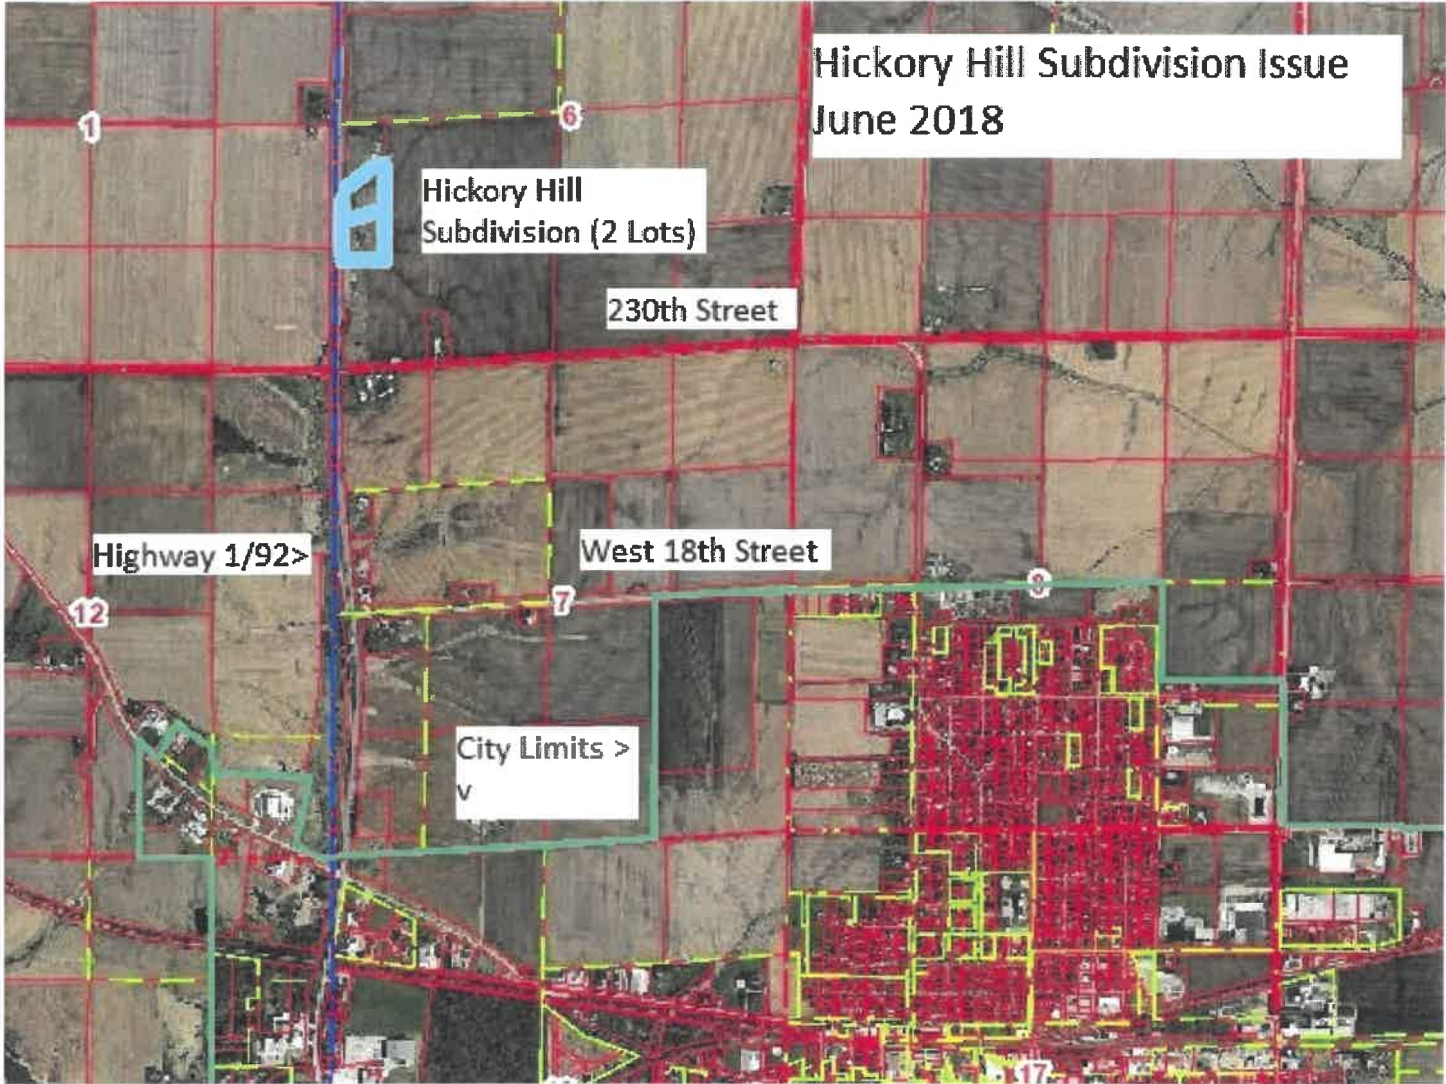 Hickory Hill Subdivision Issue
June 2018
1
6
Hickory Hill
Subdivision (2 Lots)
230th Street
Highway 1/92>
West 18th Street
12
7
City Limits >
v
17